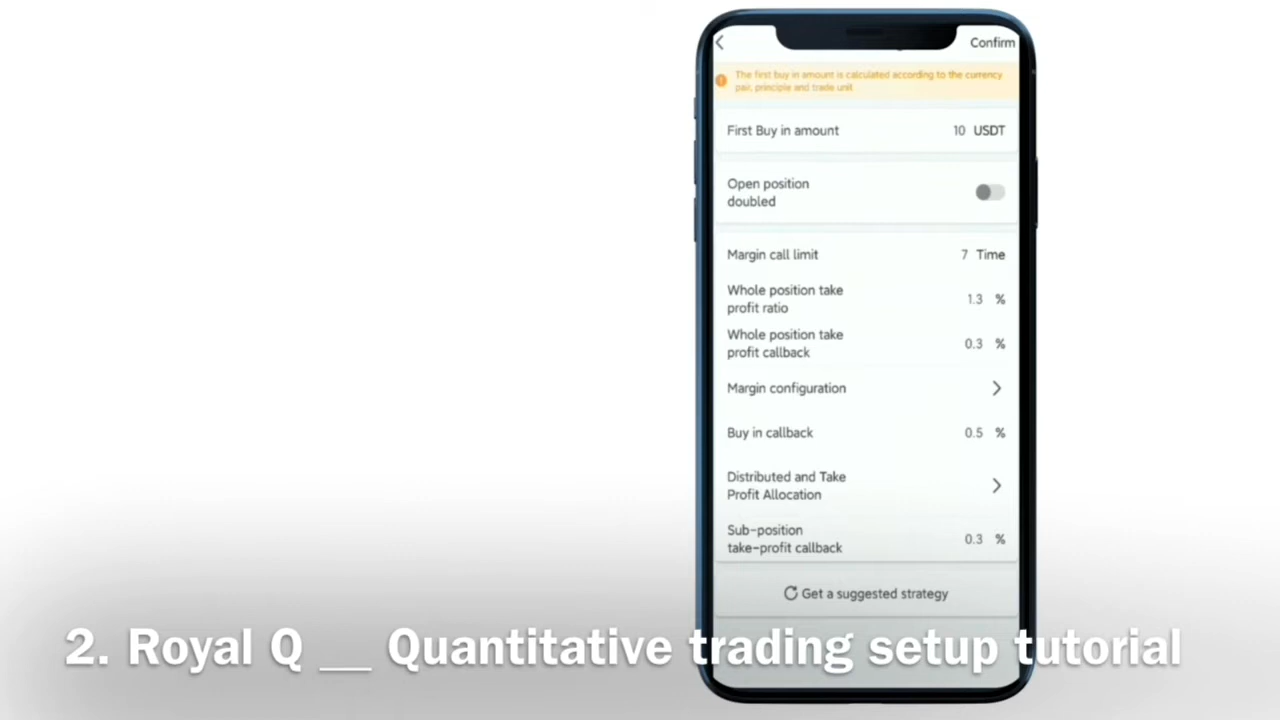 Confirm
The first buy in amount is calculated according to the currency
pair, principle and trade unit
First Buy in amount 10 USDT
Open position
doubled
Margin call limit 7 Time
Whole position take
profit ratio 1.3 %
Whole position take
profit callback 0.3 %
Margin configuration
Buy in callback 0.5 %
Distributed and Take
Profit Allocation
Sub-position
take-profit callback 0.3 %
Get a suggested strategy
2. Royal Q __ Quantitative trading setup tutorial